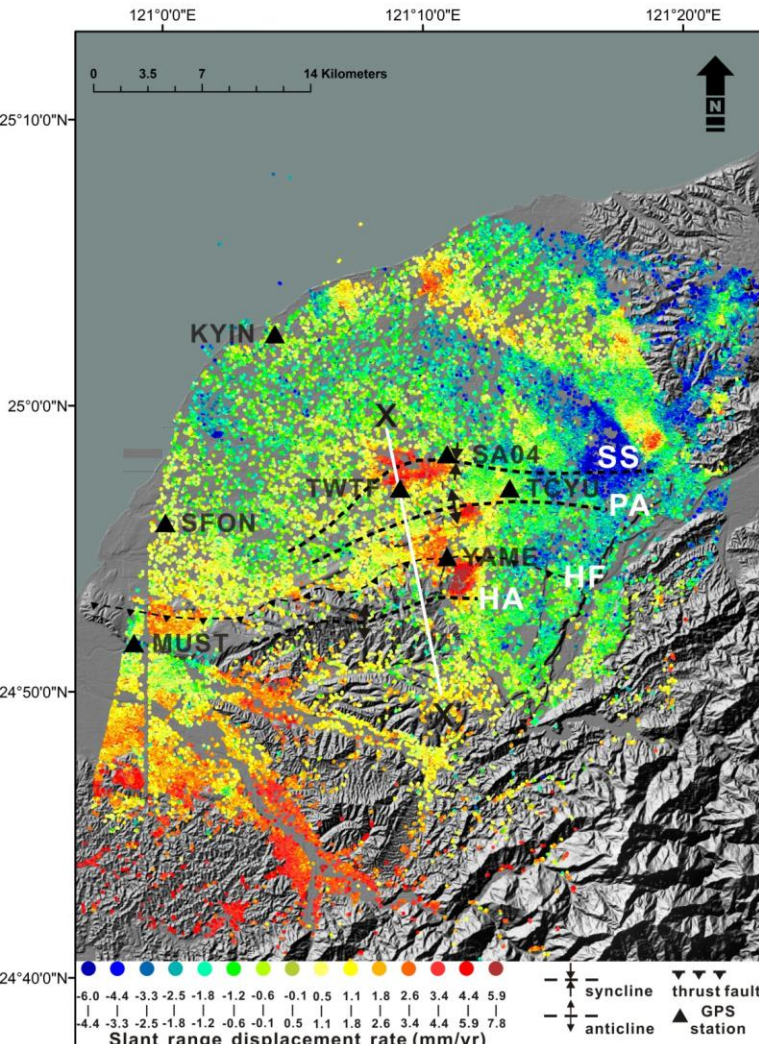 121°0'0"E 121°10'0"E 121°20'0"E
0 3.5 7 14 Kilometers
N
25°10'0"N
KYIN
25°0'0"N
X
SA04 SS
TWTF TCYU
PA
SFON
YAME HF
HA
MUST
24°50'0"N
X'
24°40'0"N
-6.0 -4.4 -3.3 -2.5 -1.8 -1.2 -0.6 -0.1 0.5 1.1 1.8 2.6 3.4 4.4 5.9
-4.4 -3.3 -2.5 -1.8 -1.2 -0.6 -0.1 0.5 1.1 1.8 2.6 3.4 4.4 5.9 7.8
Slant range displacement rate (mm/yr)
syncline thrust fault
anticline GPS station